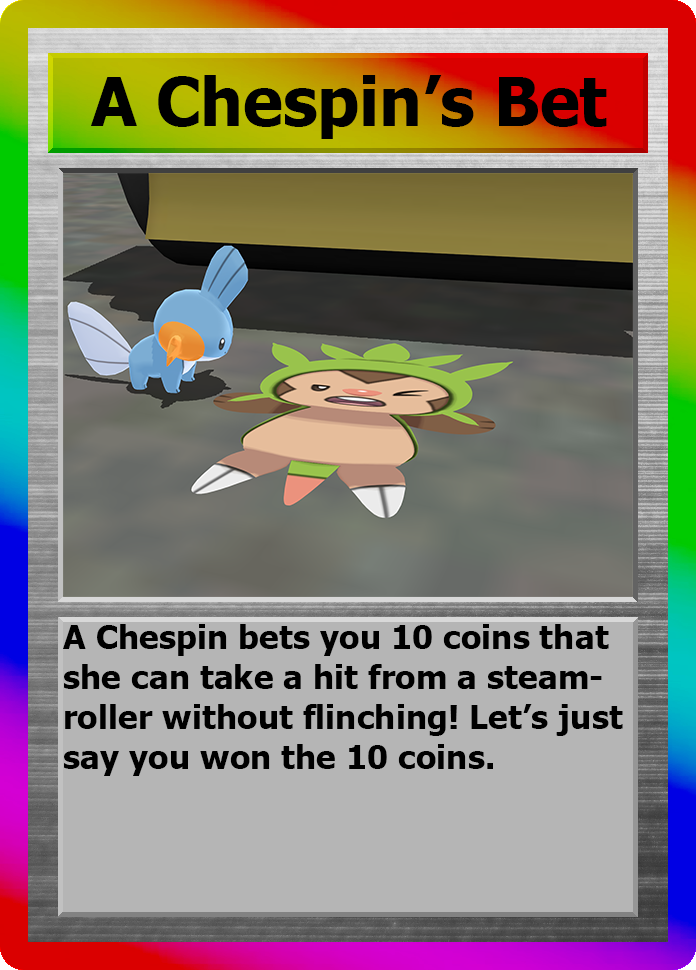 A Chespin’s Bet
A Chespin bets you 10 coins that
she can take a hit from a steam-
roller without flinching! Let’s just
say you won the 10 coins.